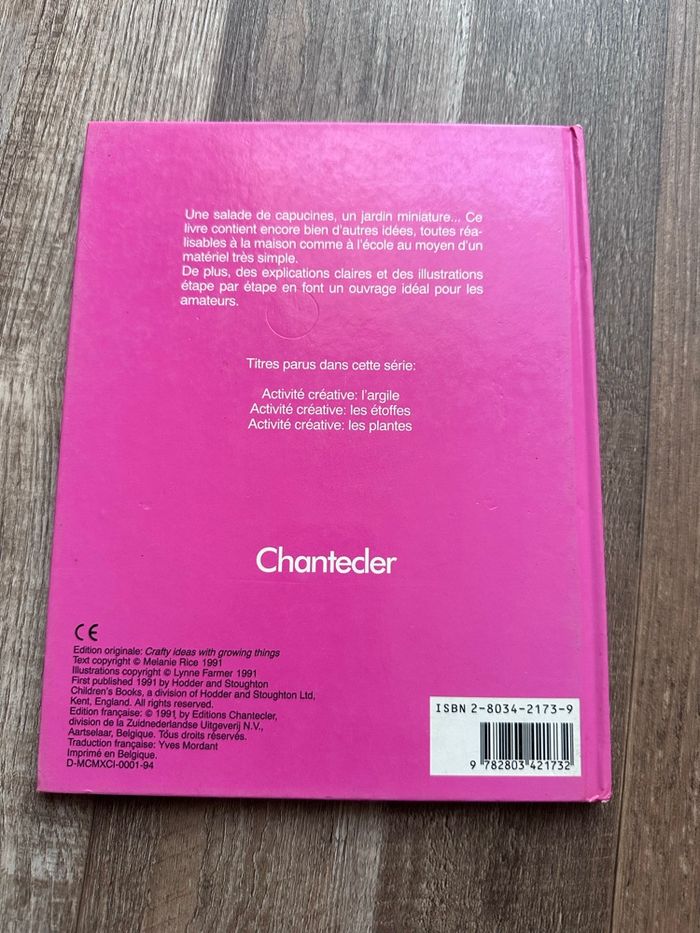 Une salade de capucines, un jardin miniature... Ce
livre contient encore bien d'autres idées, toutes réa-
lisables à la maison comme à l'école au moyen d'un
matériel très simple.
De plus, des explications claires et des illustrations
étape par étape en font un ouvrage idéal pour les
amateurs.
Titres parus dans cette série:
Activité créative: l'argile
Activité créative: les étoffes
Activité créative: les plantes
Chantecler
CE
Edition originale: Crafty ideas with growing things
Text copyright © Melanie Rice 1991
Illustrations copyright © Lynne Farmer 1991
First published 1991 by Hodder and Stoughton
Children's Books, a division of Hodder and Stoughton Ltd,
Kent, England. All rights reserved.
Edition française: © 1991 by Editions Chantecler,
division de la Zuidnederlandse Uitgeverij N.V.,
Aartselaar, Belgique. Tous droits réservés.
Traduction française: Yves Mordant
Imprimé en Belgique.
D-MCMXCI-0001-94
ISBN 2-8034-2173-9
9 782803 421732